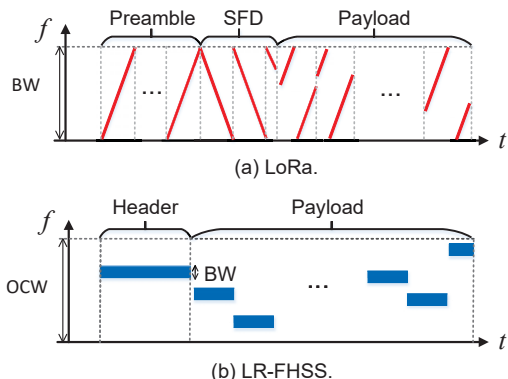 Preamble SFD Payload
f
BW
...
...
t
(a) LoRa.
Header Payload
f
BW
OCW
...
t
(b) LR-FHSS.